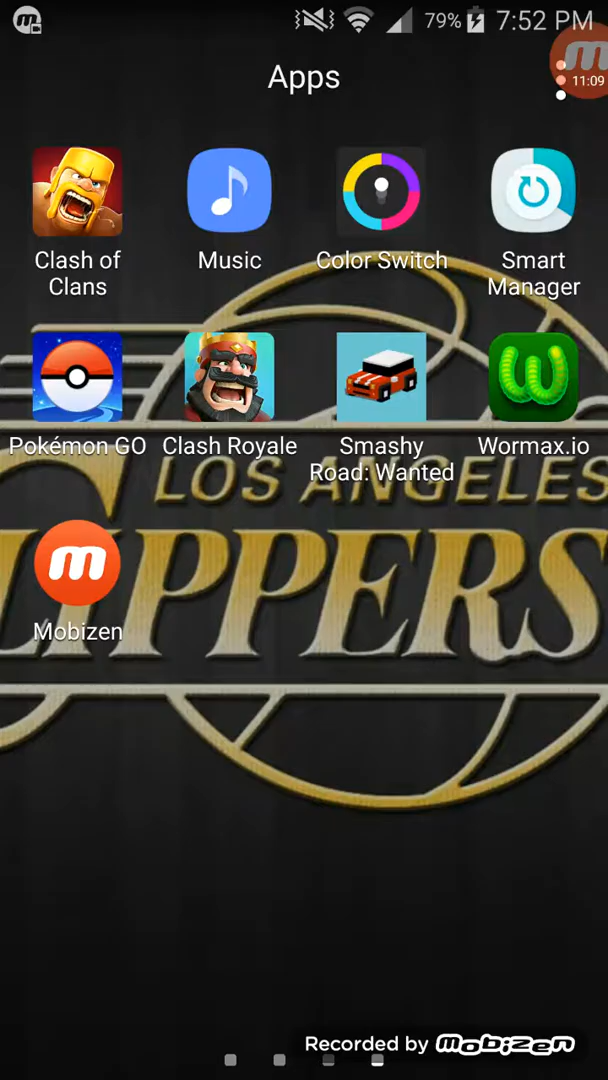 79% 7:52 PM
Apps
11:09
Clash of
Clans
Music
Color Switch
Smart
Manager
Pokémon GO
Clash Royale
Smashy
Road: Wanted
Wormax.io
LOS ANGELES
CLIPPERS
Mobizen
Recorded by Mobizen